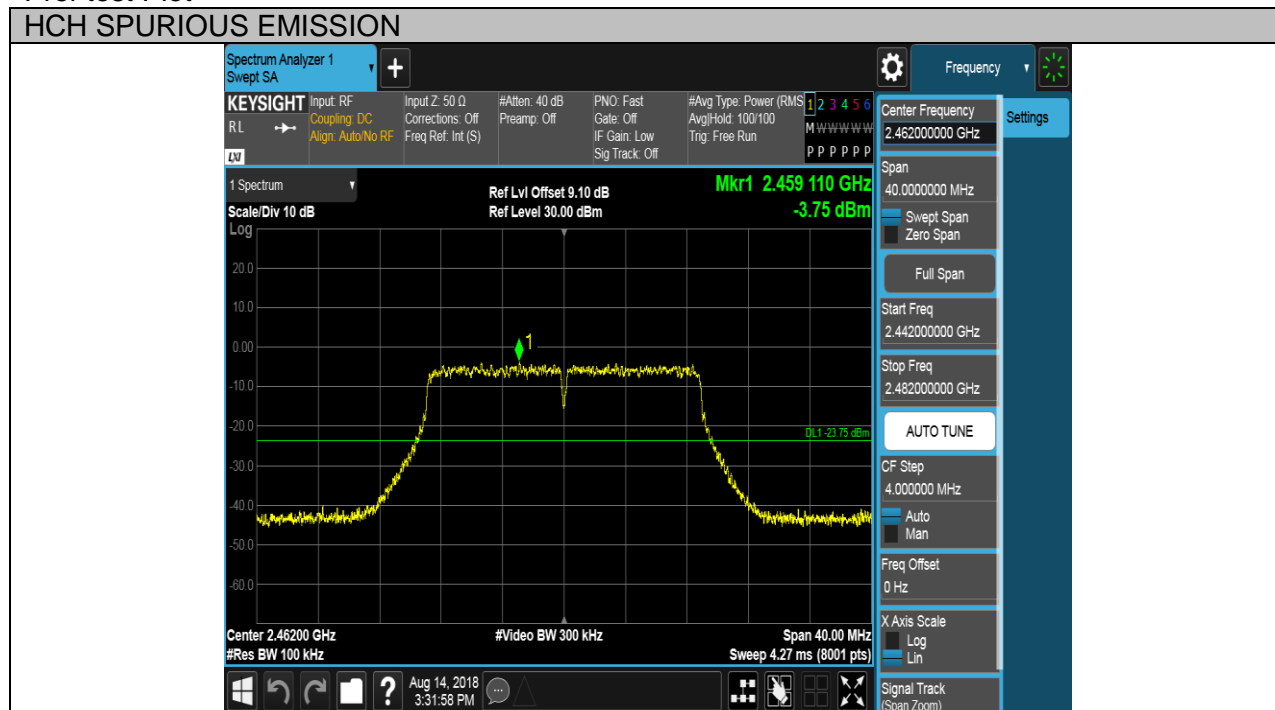 HCH SPURIOUS EMISSION
Spectrum Analyzer 1
Swept SA
+
Frequency
KEYSIGHT
RL
LXI
Input: RF
Coupling: DC
Align: Auto/No RF
Input Z: 50 Ω
Corrections: Off
Freq Ref: Int (S)
#Atten: 40 dB
Preamp: Off
PNO: Fast
Gate: Off
IF Gain: Low
Sig Track: Off
#Avg Type: Power (RMS
Avg|Hold: 100/100
Trig: Free Run
1 2 3 4 5 6
M W W W W W
P P P P P P
1 Spectrum
Scale/Div 10 dB
Log
Ref Lvl Offset 9.10 dB
Ref Level 30.00 dBm
Mkr1 2.459 110 GHz
-3.75 dBm
20.0
10.0
0.00
-10.0
-20.0
-30.0
-40.0
-50.0
-60.0
1
DL1 -23.75 dBm
Center 2.46200 GHz
#Res BW 100 kHz
#Video BW 300 kHz
Span 40.00 MHz
Sweep 4.27 ms (8001 pts)
?
Aug 14, 2018
3:31:58 PM
Center Frequency
2.462000000 GHz
Span
40.0000000 MHz
Swept Span
Zero Span
Full Span
Start Freq
2.442000000 GHz
Stop Freq
2.482000000 GHz
AUTO TUNE
CF Step
4.000000 MHz
Auto
Man
Freq Offset
0 Hz
X Axis Scale
Log
Lin
Signal Track
(Span Zoom)
Settings